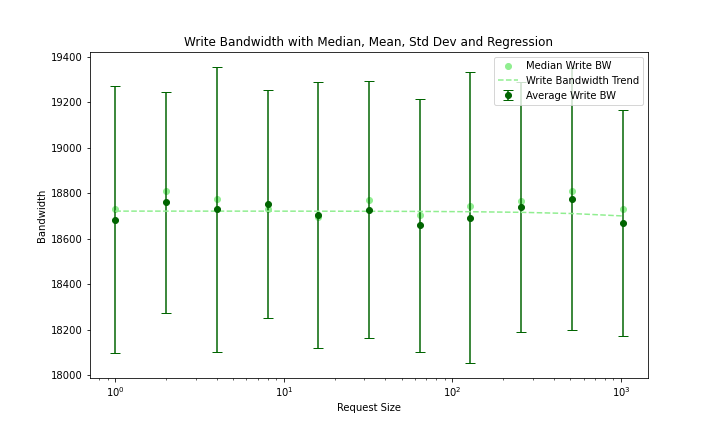 Write Bandwidth with Median, Mean, Std Dev and Regression
19400
19200
19000
18800
18600
18400
18200
18000
Bandwidth
Median Write BW
Write Bandwidth Trend
Average Write BW
10⁰ 10¹ 10² 10³
Request Size